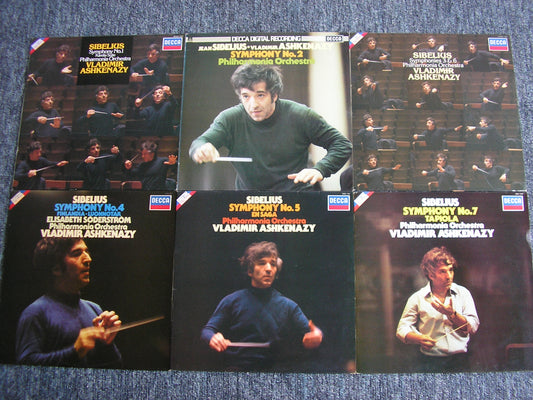 SIBELIUS
Symphony No.1
Karelia Suite
Philharmonia Orchestra
VLADIMIR
ASHKENAZY
DECCA
DECCA DIGITAL RECORDING
DECCA
JEAN SIBELIUS • VLADIMIR ASHKENAZY
SYMPHONY No.2
Philharmonia Orchestra
SIBELIUS
Symphonies 3 & 6
Philharmonia Orchestra
VLADIMIR
ASHKENAZY
DECCA
SIBELIUS
SYMPHONY No.4
FINLANDIA • LUONNOTAR
ELISABETH SÖDERSTRÖM
Philharmonia Orchestra
VLADIMIR ASHKENAZY
DECCA
SIBELIUS
SYMPHONY No.5
EN SAGA
Philharmonia Orchestra
VLADIMIR ASHKENAZY
DECCA
SIBELIUS
SYMPHONY No.7
TAPIOLA
Philharmonia Orchestra
VLADIMIR ASHKENAZY
DECCA